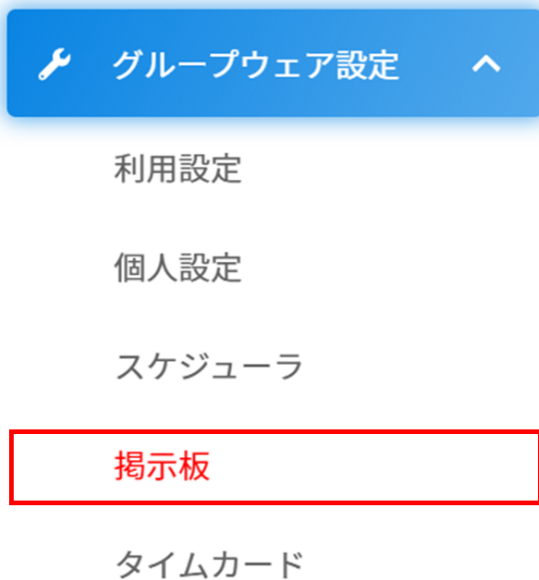 グループウェア設定
利用設定
個人設定
スケジューラ
掲示板
タイムカード